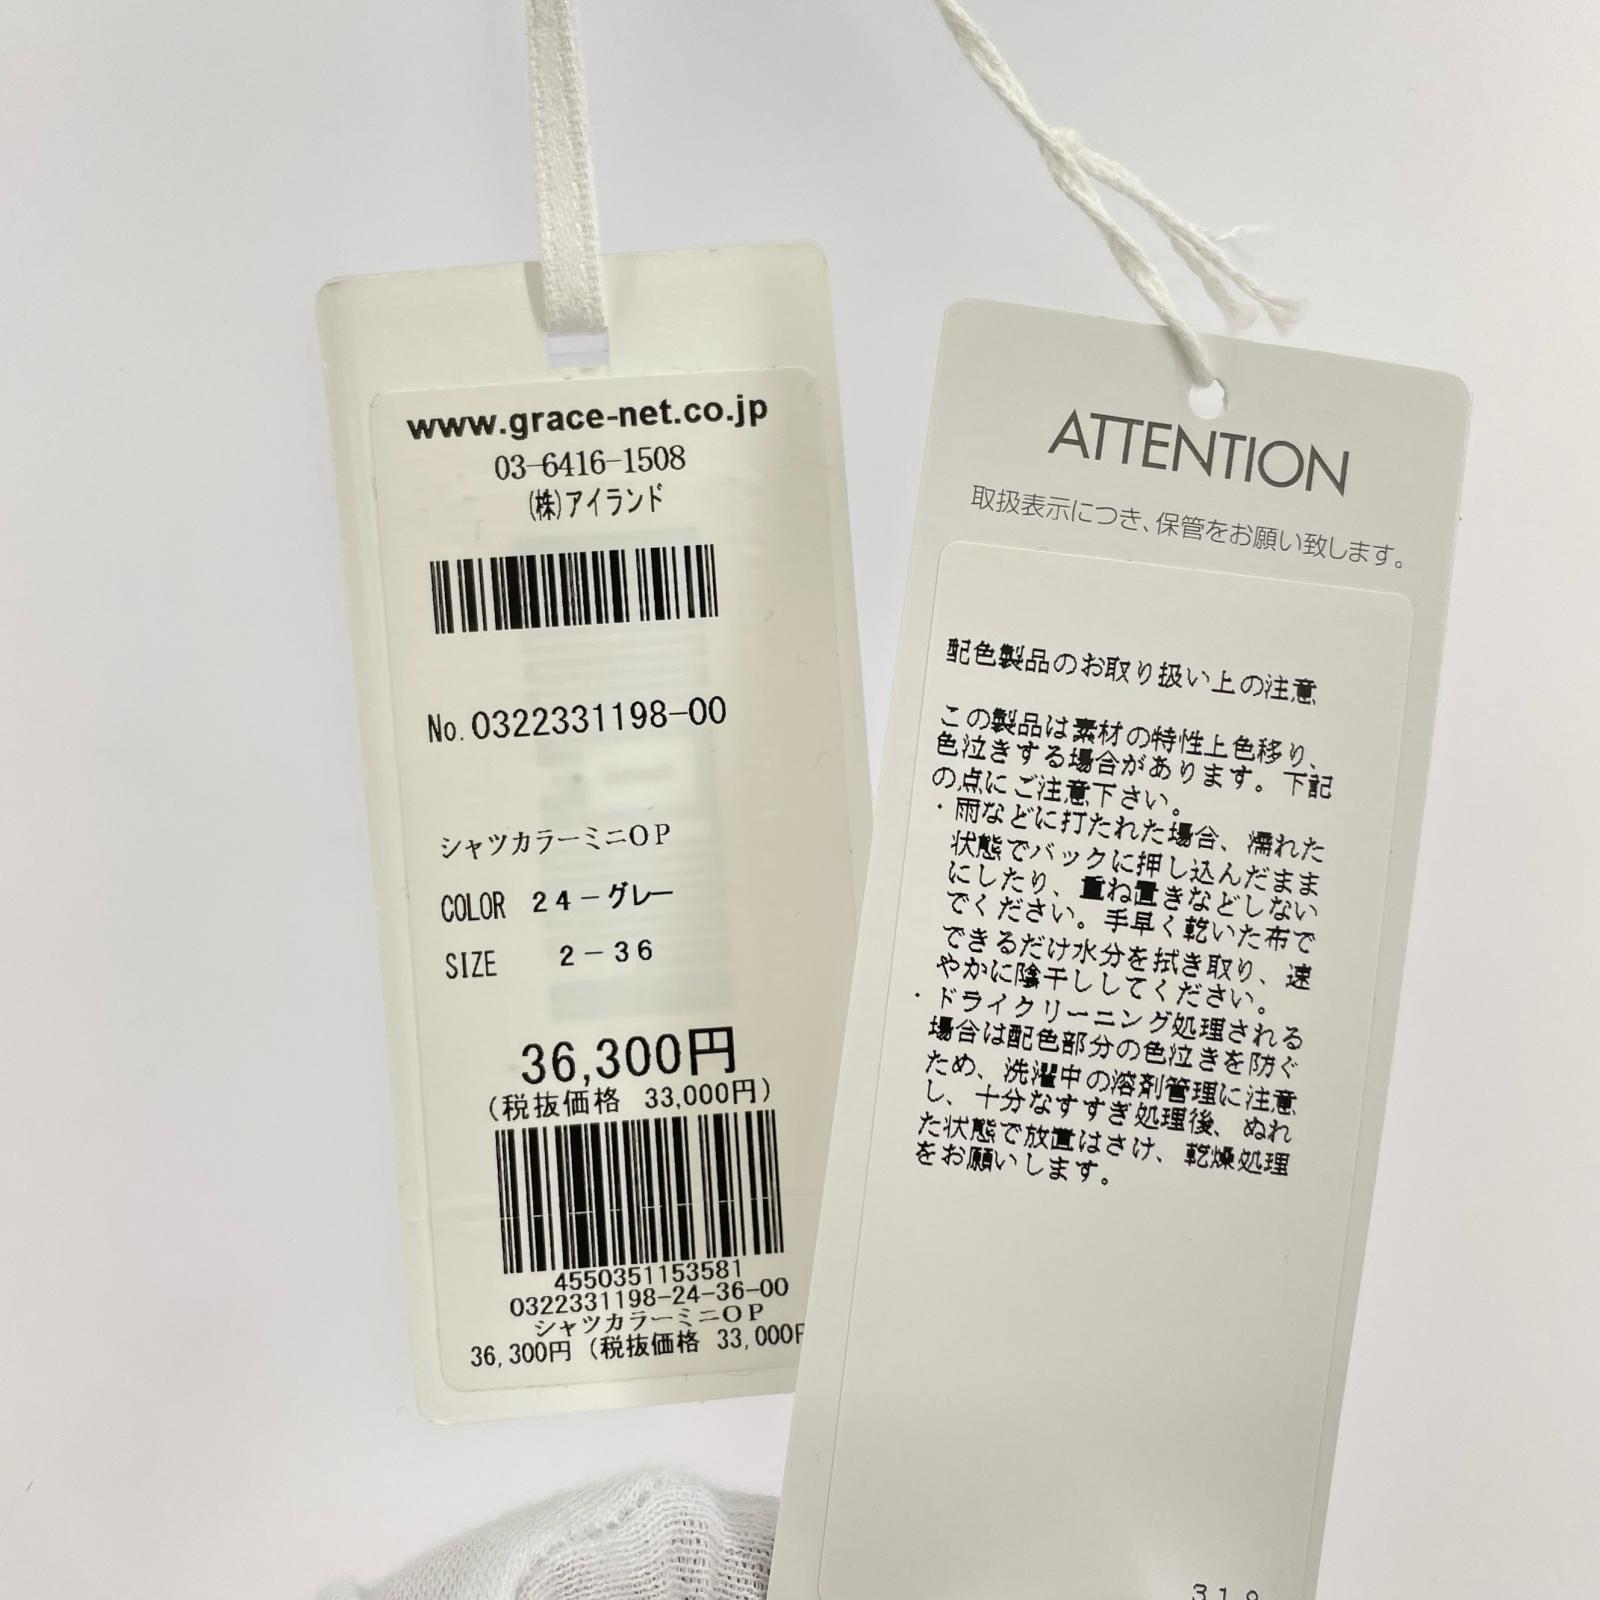 www.grace-net.co.jp
03-6416-1508
(株)アイランド
No.0322331198-00
シャツカラーミニOP
COLOR 24-グレー
SIZE 2-36
36,300円
(税抜価格 33,000円)
4550351153581
0322331198-24-36-00
シャツカラーミニOP
36,300円 (税抜価格 33,000
ATTENTION
取扱表示につき、保管をお願い致します。
配色製品のお取り扱い上の注意
この製品は素材の特性上色移り、
色泣きする場合があります。下記
の点にご注意下さい。
・雨などに打たれた場合、濡れた
状態でバックに押し込んだまま
にしたり、重ね置きなどしない
でください。手早く乾いた布で
できるだけ水分を拭き取り、速
やかに陰干ししてください。
・ドライクリーニング処理される
場合は配色部分の色泣きを防ぐ
ため、洗濯中の溶剤管理に注意
し、十分なすすぎ処理後、ぬれ
た状態で放置はさけ、乾燥処理
をお願いします。